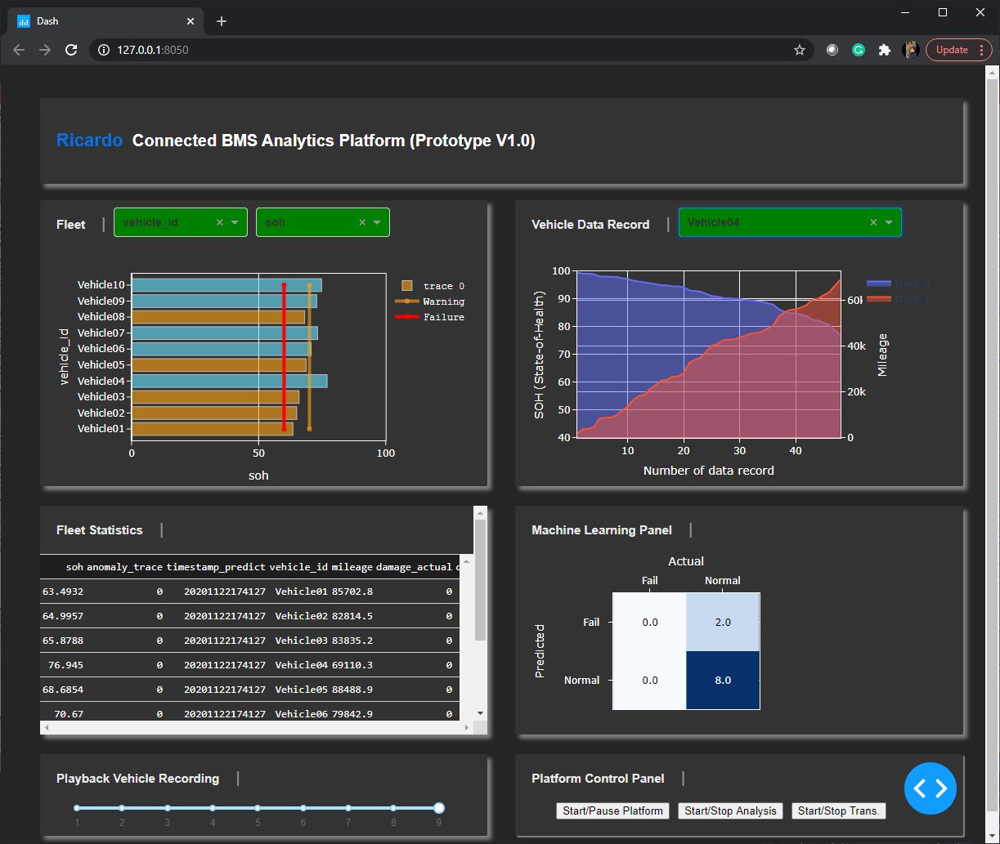 Dash
127.0.0.1:8050
Update
Ricardo Connected BMS Analytics Platform (Prototype V1.0)
Fleet | vehicle_id × soh ×
Vehicle10
Vehicle09
Vehicle08
Vehicle07
Vehicle06
Vehicle05
Vehicle04
Vehicle03
Vehicle02
Vehicle01
vehicle_id
0 50 100
soh
trace 0
Warning
Failure
Vehicle Data Record | Vehicle04 ×
100
90
80
70
60
50
40
SOH (State-of-Health)
10 20 30 40
Number of data record
60k
40k
20k
0
Mileage
trace 0
trace 1
Fleet Statistics |
soh anomaly_trace timestamp_predict vehicle_id mileage damage_actual
63.4932 0 20201122174127 Vehicle01 85702.8 0
64.9957 0 20201122174127 Vehicle02 82814.5 0
65.8788 0 20201122174127 Vehicle03 83835.2 0
76.945 0 20201122174127 Vehicle04 69110.3 0
68.6854 0 20201122174127 Vehicle05 88488.9 0
70.67 0 20201122174127 Vehicle06 79842.9 0
Machine Learning Panel |
Actual
Fail Normal
Predicted
Fail 0.0 2.0
Normal 0.0 8.0
Playback Vehicle Recording |
1 2 3 4 5 6 7 8 9
Platform Control Panel |
Start/Pause Platform Start/Stop Analysis Start/Stop Trans.